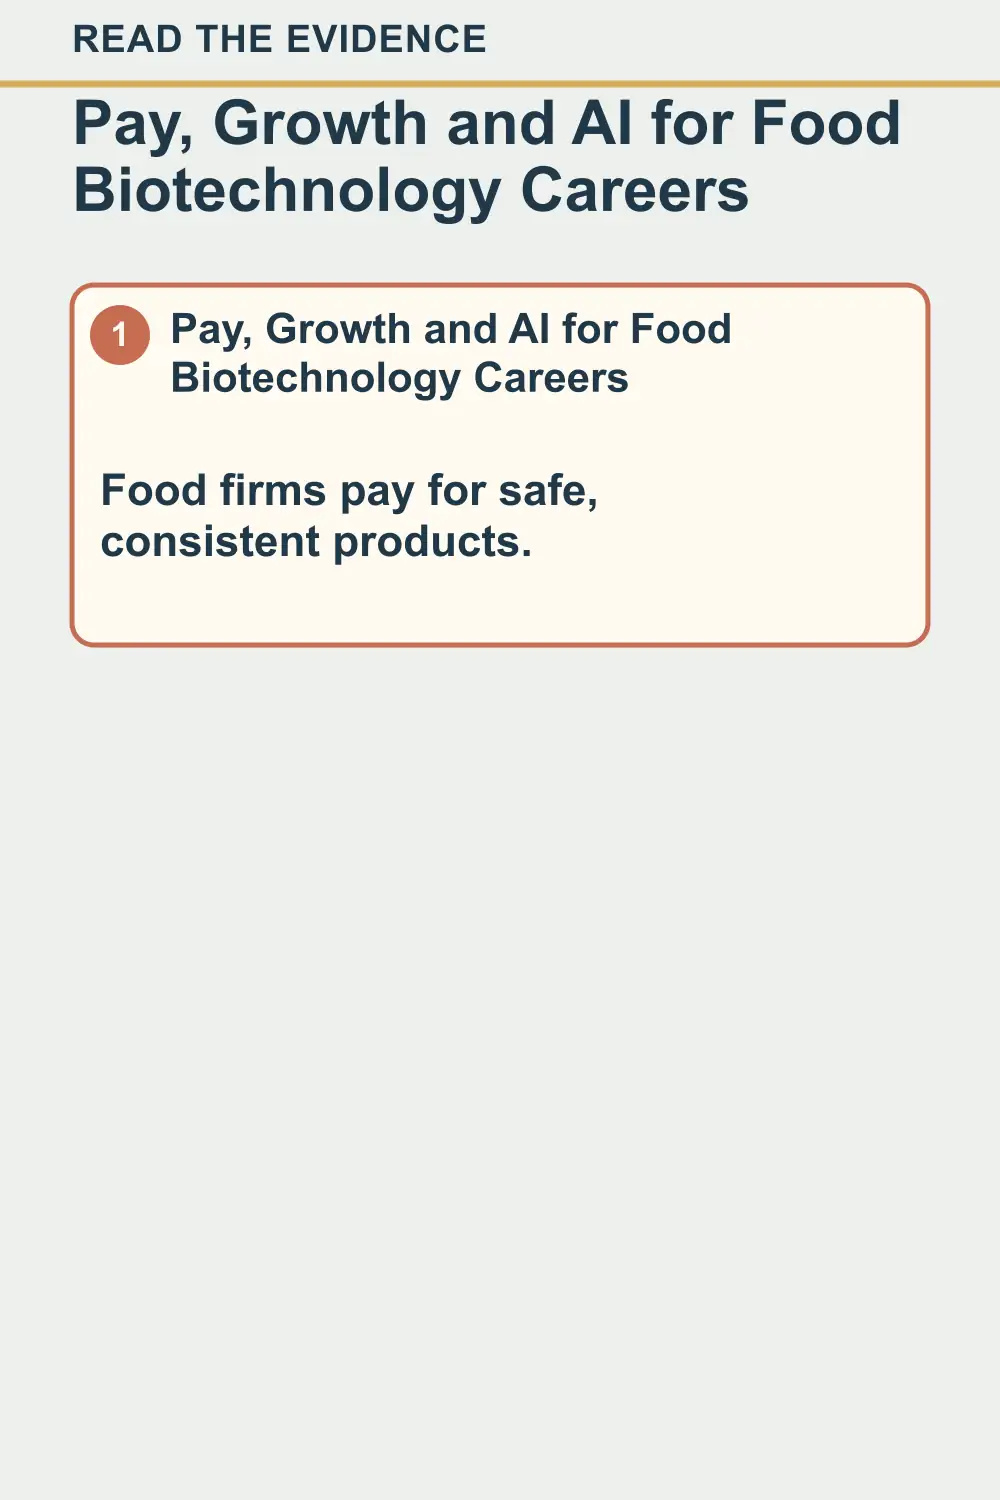 READ THE EVIDENCE
Pay, Growth and AI for Food
Biotechnology Careers
1
Pay, Growth and AI for Food
Biotechnology Careers
Food firms pay for safe,
consistent products.